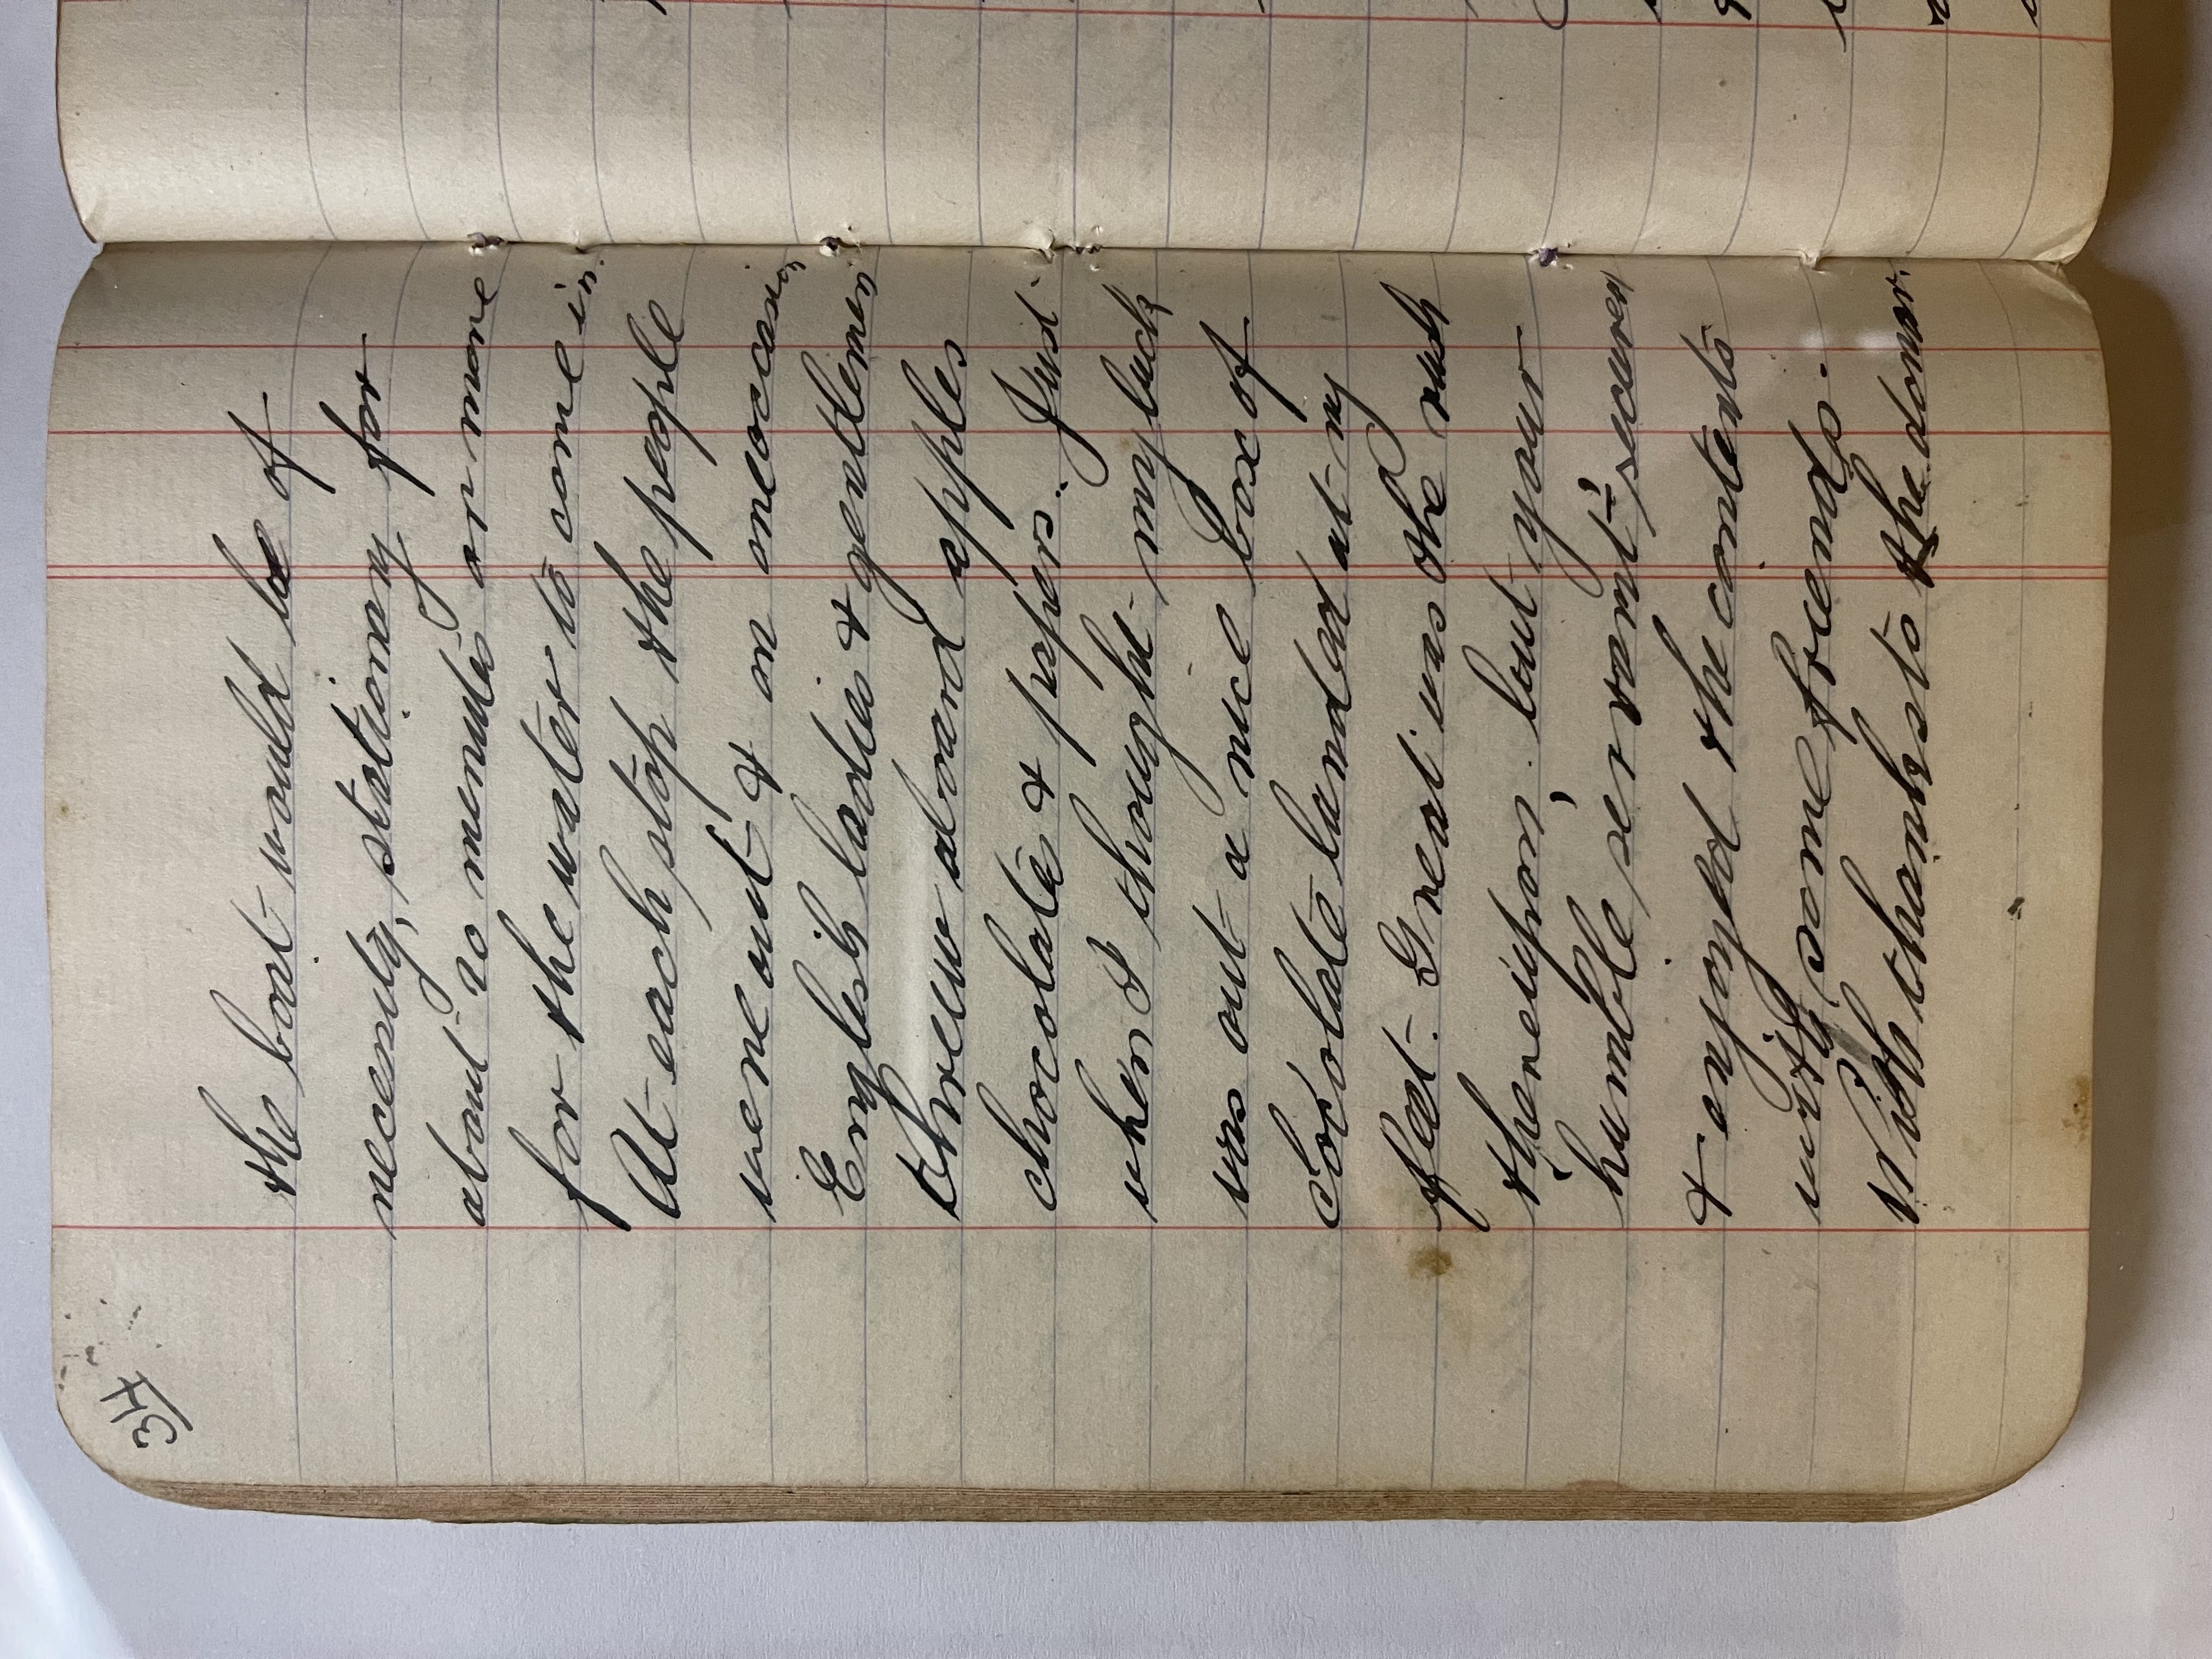 34
the boat would be of
necessity, stationary for
about 20 menutes or more
for the water to come in.
At each stop the people
were out & on one occasion
English ladies & gentlemen
threew aboard apples
chocolates & papers. Just
when I thought my luck
was out a nice box of
Cocolate landed at my
feet. Great was the rush
thereupon, but your
"humble servant" secured
& enjoyed the contents
with some friends.
With thanks to the donor.